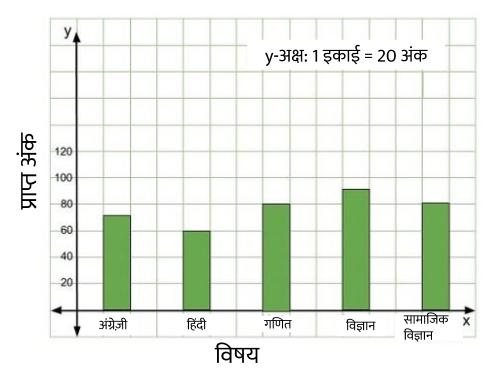 y
y-अक्ष: 1 इकाई = 20 अंक
प्राप्त अंक
120
100
80
60
40
20
अंग्रेज़ी
हिंदी
गणित
विज्ञान
सामाजिक
विज्ञान
x
विषय